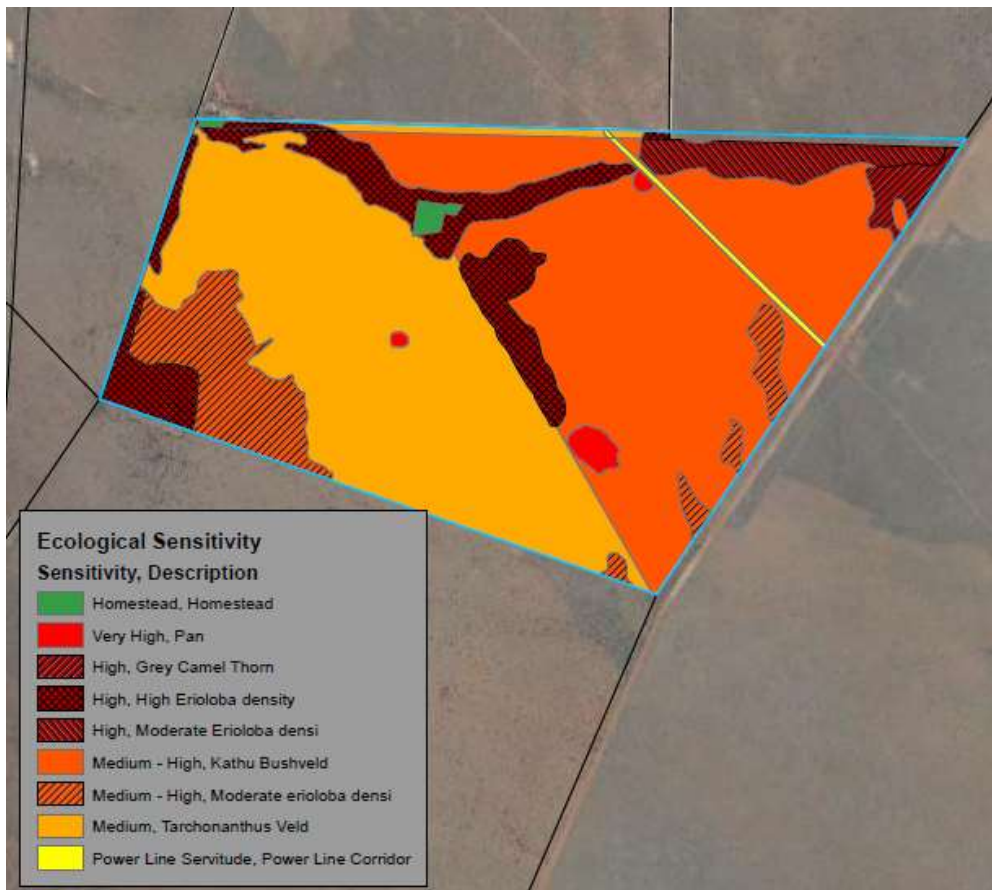 Ecological Sensitivity
Sensitivity, Description
Homestead, Homestead
Very High, Pan
High, Grey Camel Thorn
High, High Erioloba density
High, Moderate Erioloba densi
Medium - High, Kathu Bushveld
Medium - High, Moderate erioloba densi
Medium, Tarchonanthus Veld
Power Line Servitude, Power Line Corridor